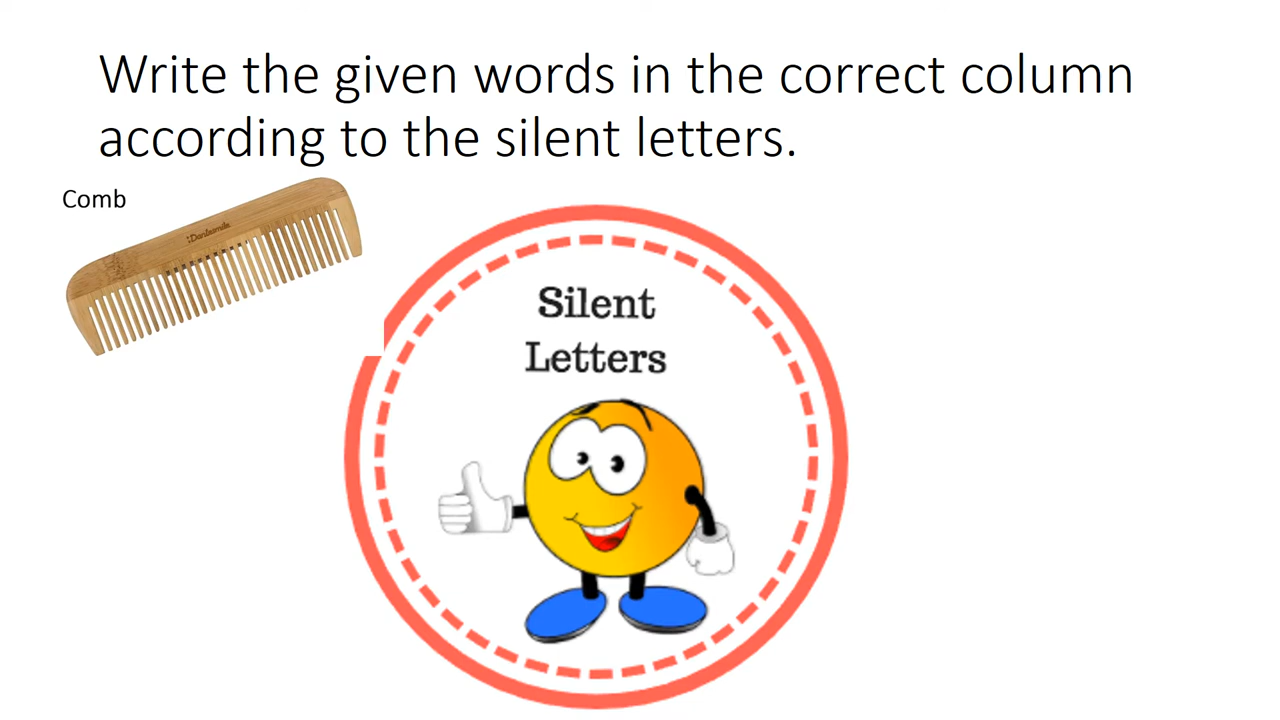 Write the given words in the correct column
according to the silent letters.
Comb
Silent
Letters